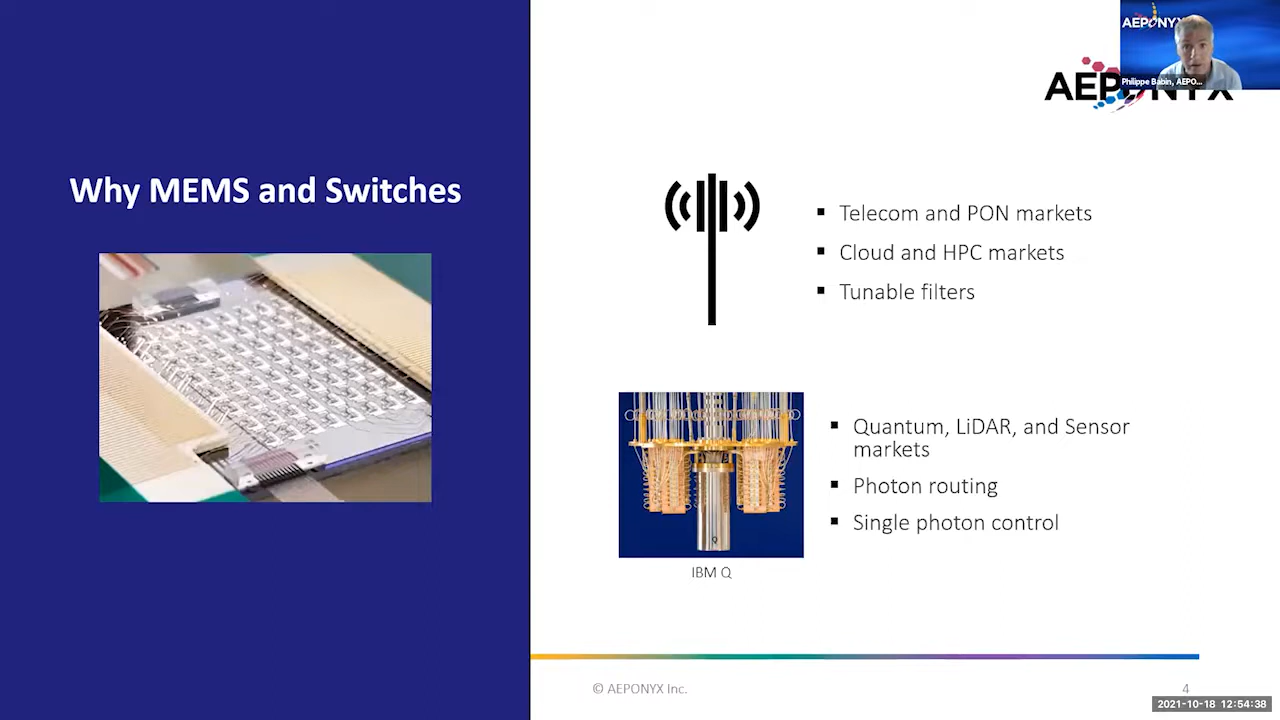 AEPONYX
Philippe Babin, AEPO...
AEPONYX
Why MEMS and Switches
▪ Telecom and PON markets
▪ Cloud and HPC markets
▪ Tunable filters
▪ Quantum, LiDAR, and Sensor
markets
▪ Photon routing
▪ Single photon control
Q
IBM Q
© AEPONYX Inc.
4
2021-10-18 12:54:38